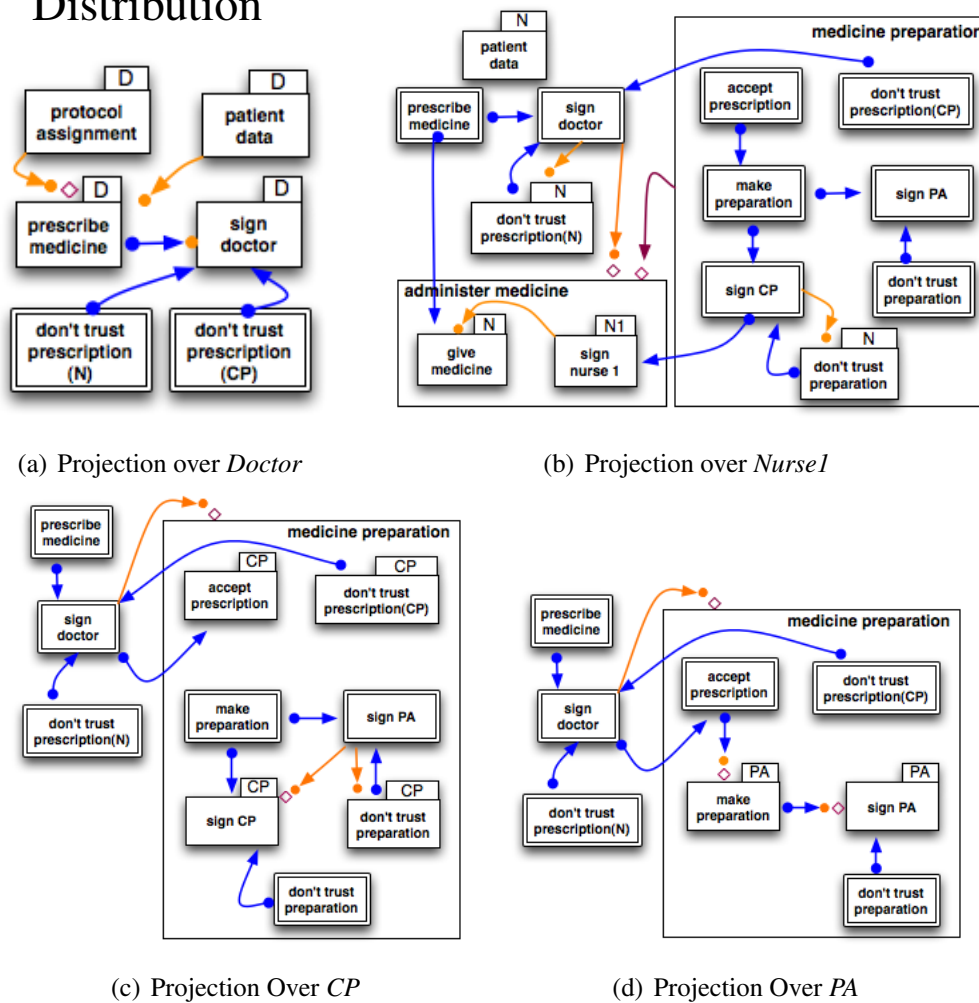 Distribution
D
protocol
assignment
D
patient
data
D
prescribe
medicine
D
sign
doctor
don't trust
prescription
(N)
don't trust
prescription
(CP)
(a) Projection over Doctor
N
patient
data
prescribe
medicine
sign
doctor
N
don't trust
prescription(N)
administer medicine
N
give
medicine
N1
sign
nurse 1
medicine preparation
accept
prescription
don't trust
prescription(CP)
make
preparation
sign PA
sign CP
don't trust
preparation
N
don't trust
preparation
(b) Projection over Nurse1
prescribe
medicine
sign
doctor
don't trust
prescription(N)
medicine preparation
CP
accept
prescription
CP
don't trust
prescription(CP)
make
preparation
sign PA
CP
sign CP
CP
don't trust
preparation
don't trust
preparation
(c) Projection Over CP
prescribe
medicine
sign
doctor
don't trust
prescription(N)
medicine preparation
accept
prescription
don't trust
prescription(CP)
PA
make
preparation
PA
sign PA
don't trust
preparation
(d) Projection Over PA